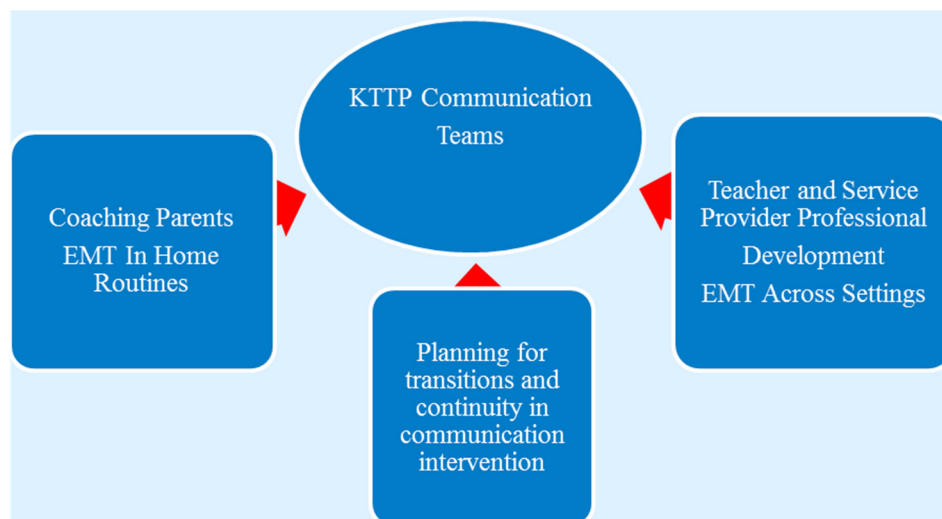 KTTP Communication
Teams
Coaching Parents
EMT In Home
Routines
Planning for
transitions and
continuity in
communication
intervention
Teacher and Service
Provider Professional
Development
EMT Across Settings